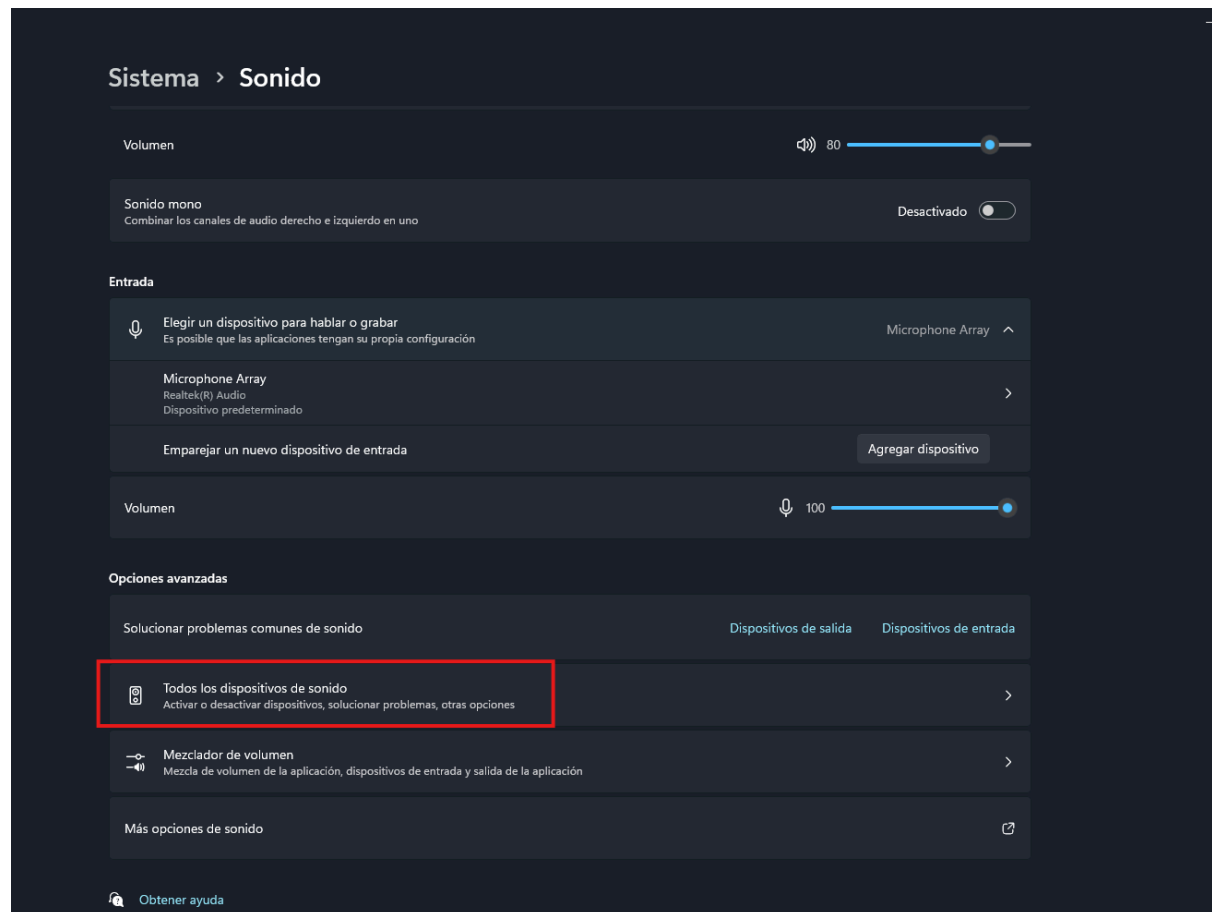 Sistema > Sonido
Volumen
80
Sonido mono
Combinar los canales de audio derecho e izquierdo en uno
Desactivado
Entrada
Elegir un dispositivo para hablar o grabar
Es posible que las aplicaciones tengan su propia configuración
Microphone Array
Microphone Array
Realtek(R) Audio
Dispositivo predeterminado
Emparejar un nuevo dispositivo de entrada
Agregar dispositivo
Volumen
100
Opciones avanzadas
Solucionar problemas comunes de sonido
Dispositivos de salida
Dispositivos de entrada
Todos los dispositivos de sonido
Activar o desactivar dispositivos, solucionar problemas, otras opciones
Mezclador de volumen
Mezcla de volumen de la aplicación, dispositivos de entrada y salida de la aplicación
Más opciones de sonido
Obtener ayuda